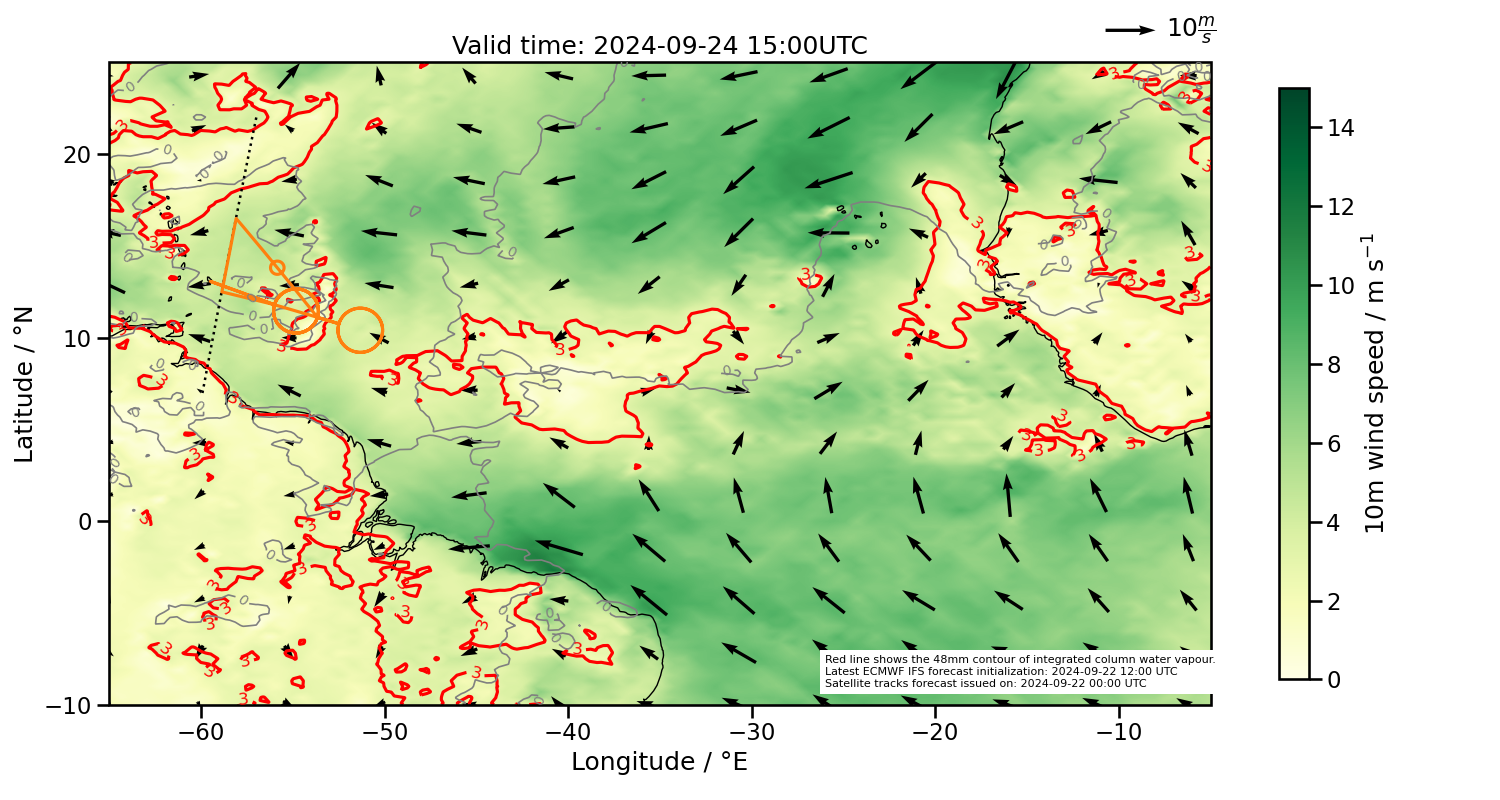 10 m/s
Valid time: 2024-09-24 15:00UTC
Latitude / °N
20
10
0
−10
−60
−50
−40
−30
−20
−10
Longitude / °E
Red line shows the 48mm contour of integrated column water vapour.
Latest ECMWF IFS forecast initialization: 2024-09-22 12:00 UTC
Satellite tracks forecast issued on: 2024-09-22 00:00 UTC
14
12
10
8
6
4
2
0
10m wind speed / m s⁻¹